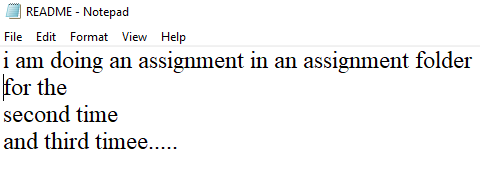 README - Notepad
File Edit Format View Help
i am doing an assignment in an assignment folder
for the
second time
and third timee.....